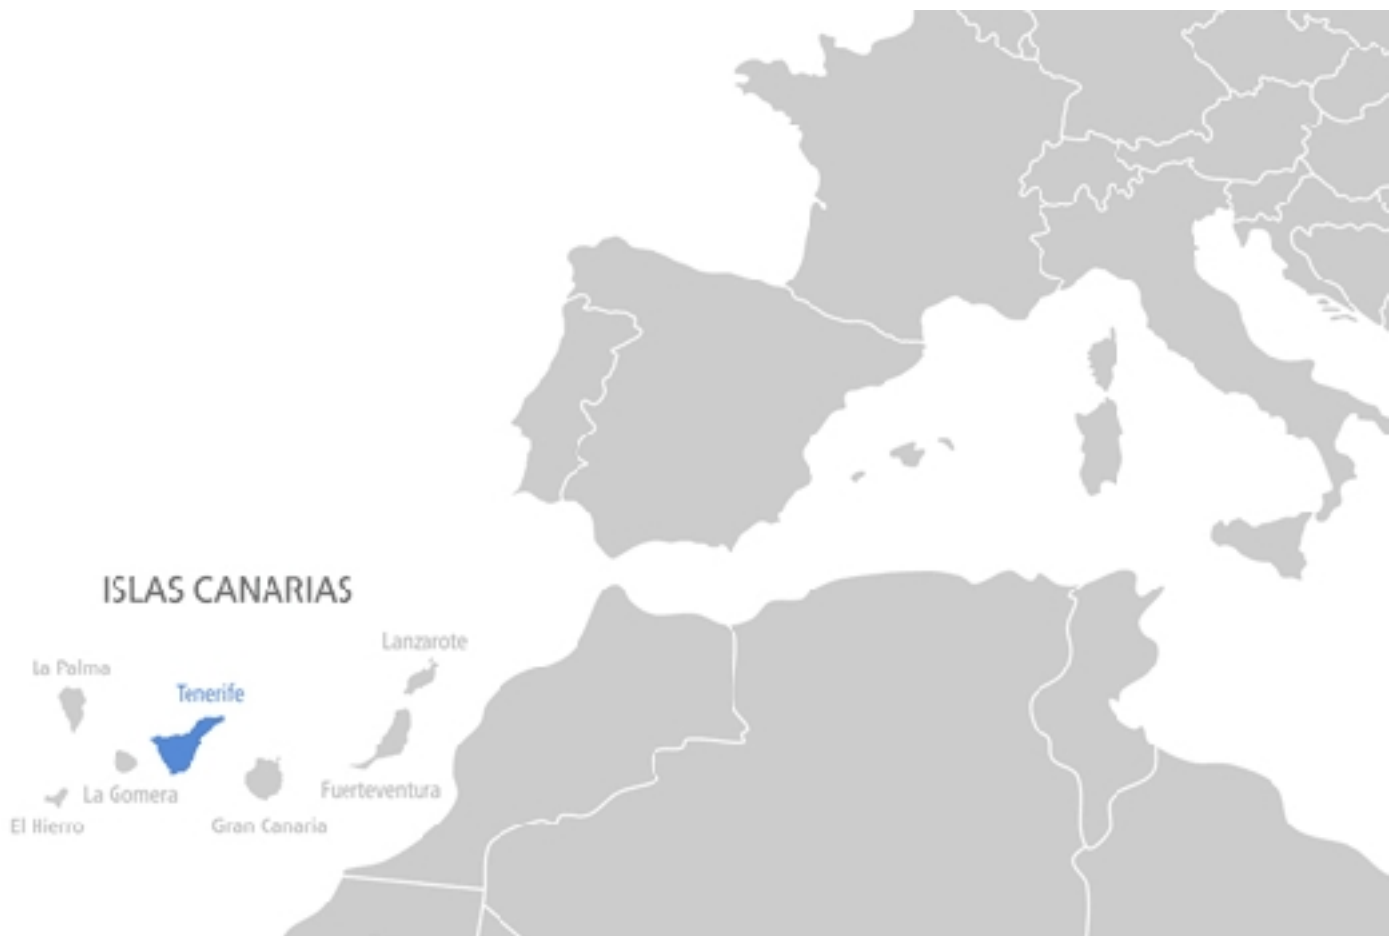 ISLAS CANARIAS
Lanzarote
La Palma
Tenerife
La Gomera
Fuerteventura
El Hierro
Gran Canaria